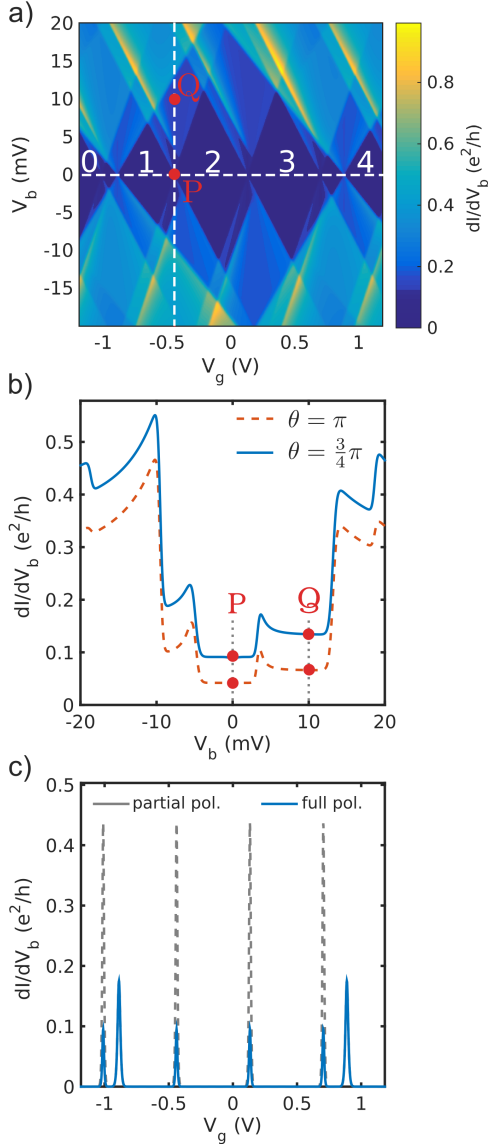 a)
20
15
10
5
0
-5
-10
-15
V_b (mV)
Q
0 1 2 3 4
P
-1 -0.5 0 0.5 1
V_g (V)
0.8
0.6
0.4
0.2
0
dI/dV_b (e²/h)
b)
0.5
0.4
0.3
0.2
0.1
0
dI/dV_b (e²/h)
θ = π
θ = 3/4 π
P Q
-20 -10 0 10 20
V_b (mV)
c)
0.5
0.4
0.3
0.2
0.1
0
dI/dV_b (e²/h)
partial pol. full pol.
-1 -0.5 0 0.5 1
V_g (V)